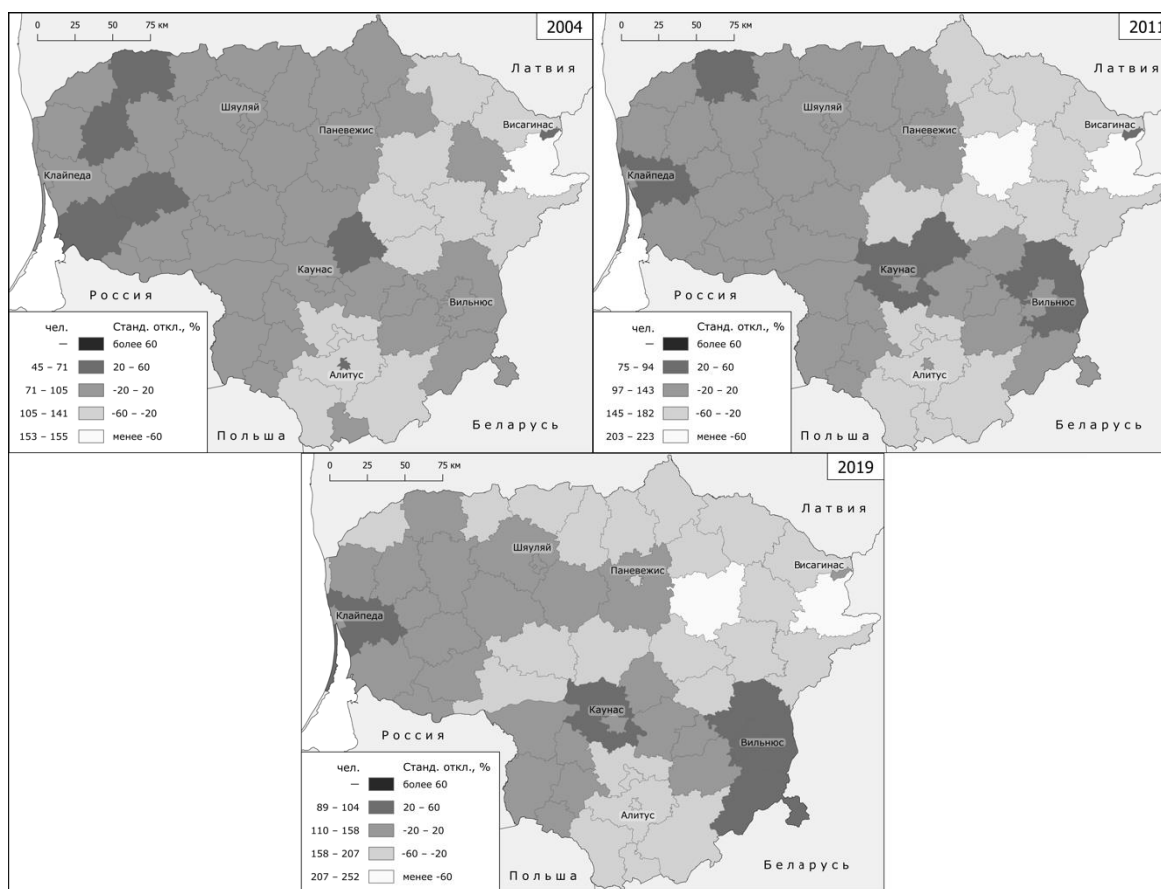 0 25 50 75 км
2004
Латвия
Шяуляй
Паневежис
Висагинас
Клайпеда
Каунас
Вильнюс
Россия
Алитус
Польша
Беларусь
чел. Станд. откл., %
— более 60
45 – 71 20 – 60
71 – 105 -20 – 20
105 – 141 -60 – -20
153 – 155 менее -60
0 25 50 75 км
2011
Латвия
Шяуляй
Паневежис
Висагинас
Клайпеда
Каунас
Вильнюс
Россия
Алитус
Польша
Беларусь
чел. Станд. откл., %
— более 60
75 – 94 20 – 60
97 – 143 -20 – 20
145 – 182 -60 – -20
203 – 223 менее -60
0 25 50 75 км
2019
Латвия
Шяуляй
Паневежис
Висагинас
Клайпеда
Каунас
Вильнюс
Россия
Алитус
Польша
Беларусь
чел. Станд. откл., %
— более 60
89 – 104 20 – 60
110 – 158 -20 – 20
158 – 207 -60 – -20
207 – 252 менее -60